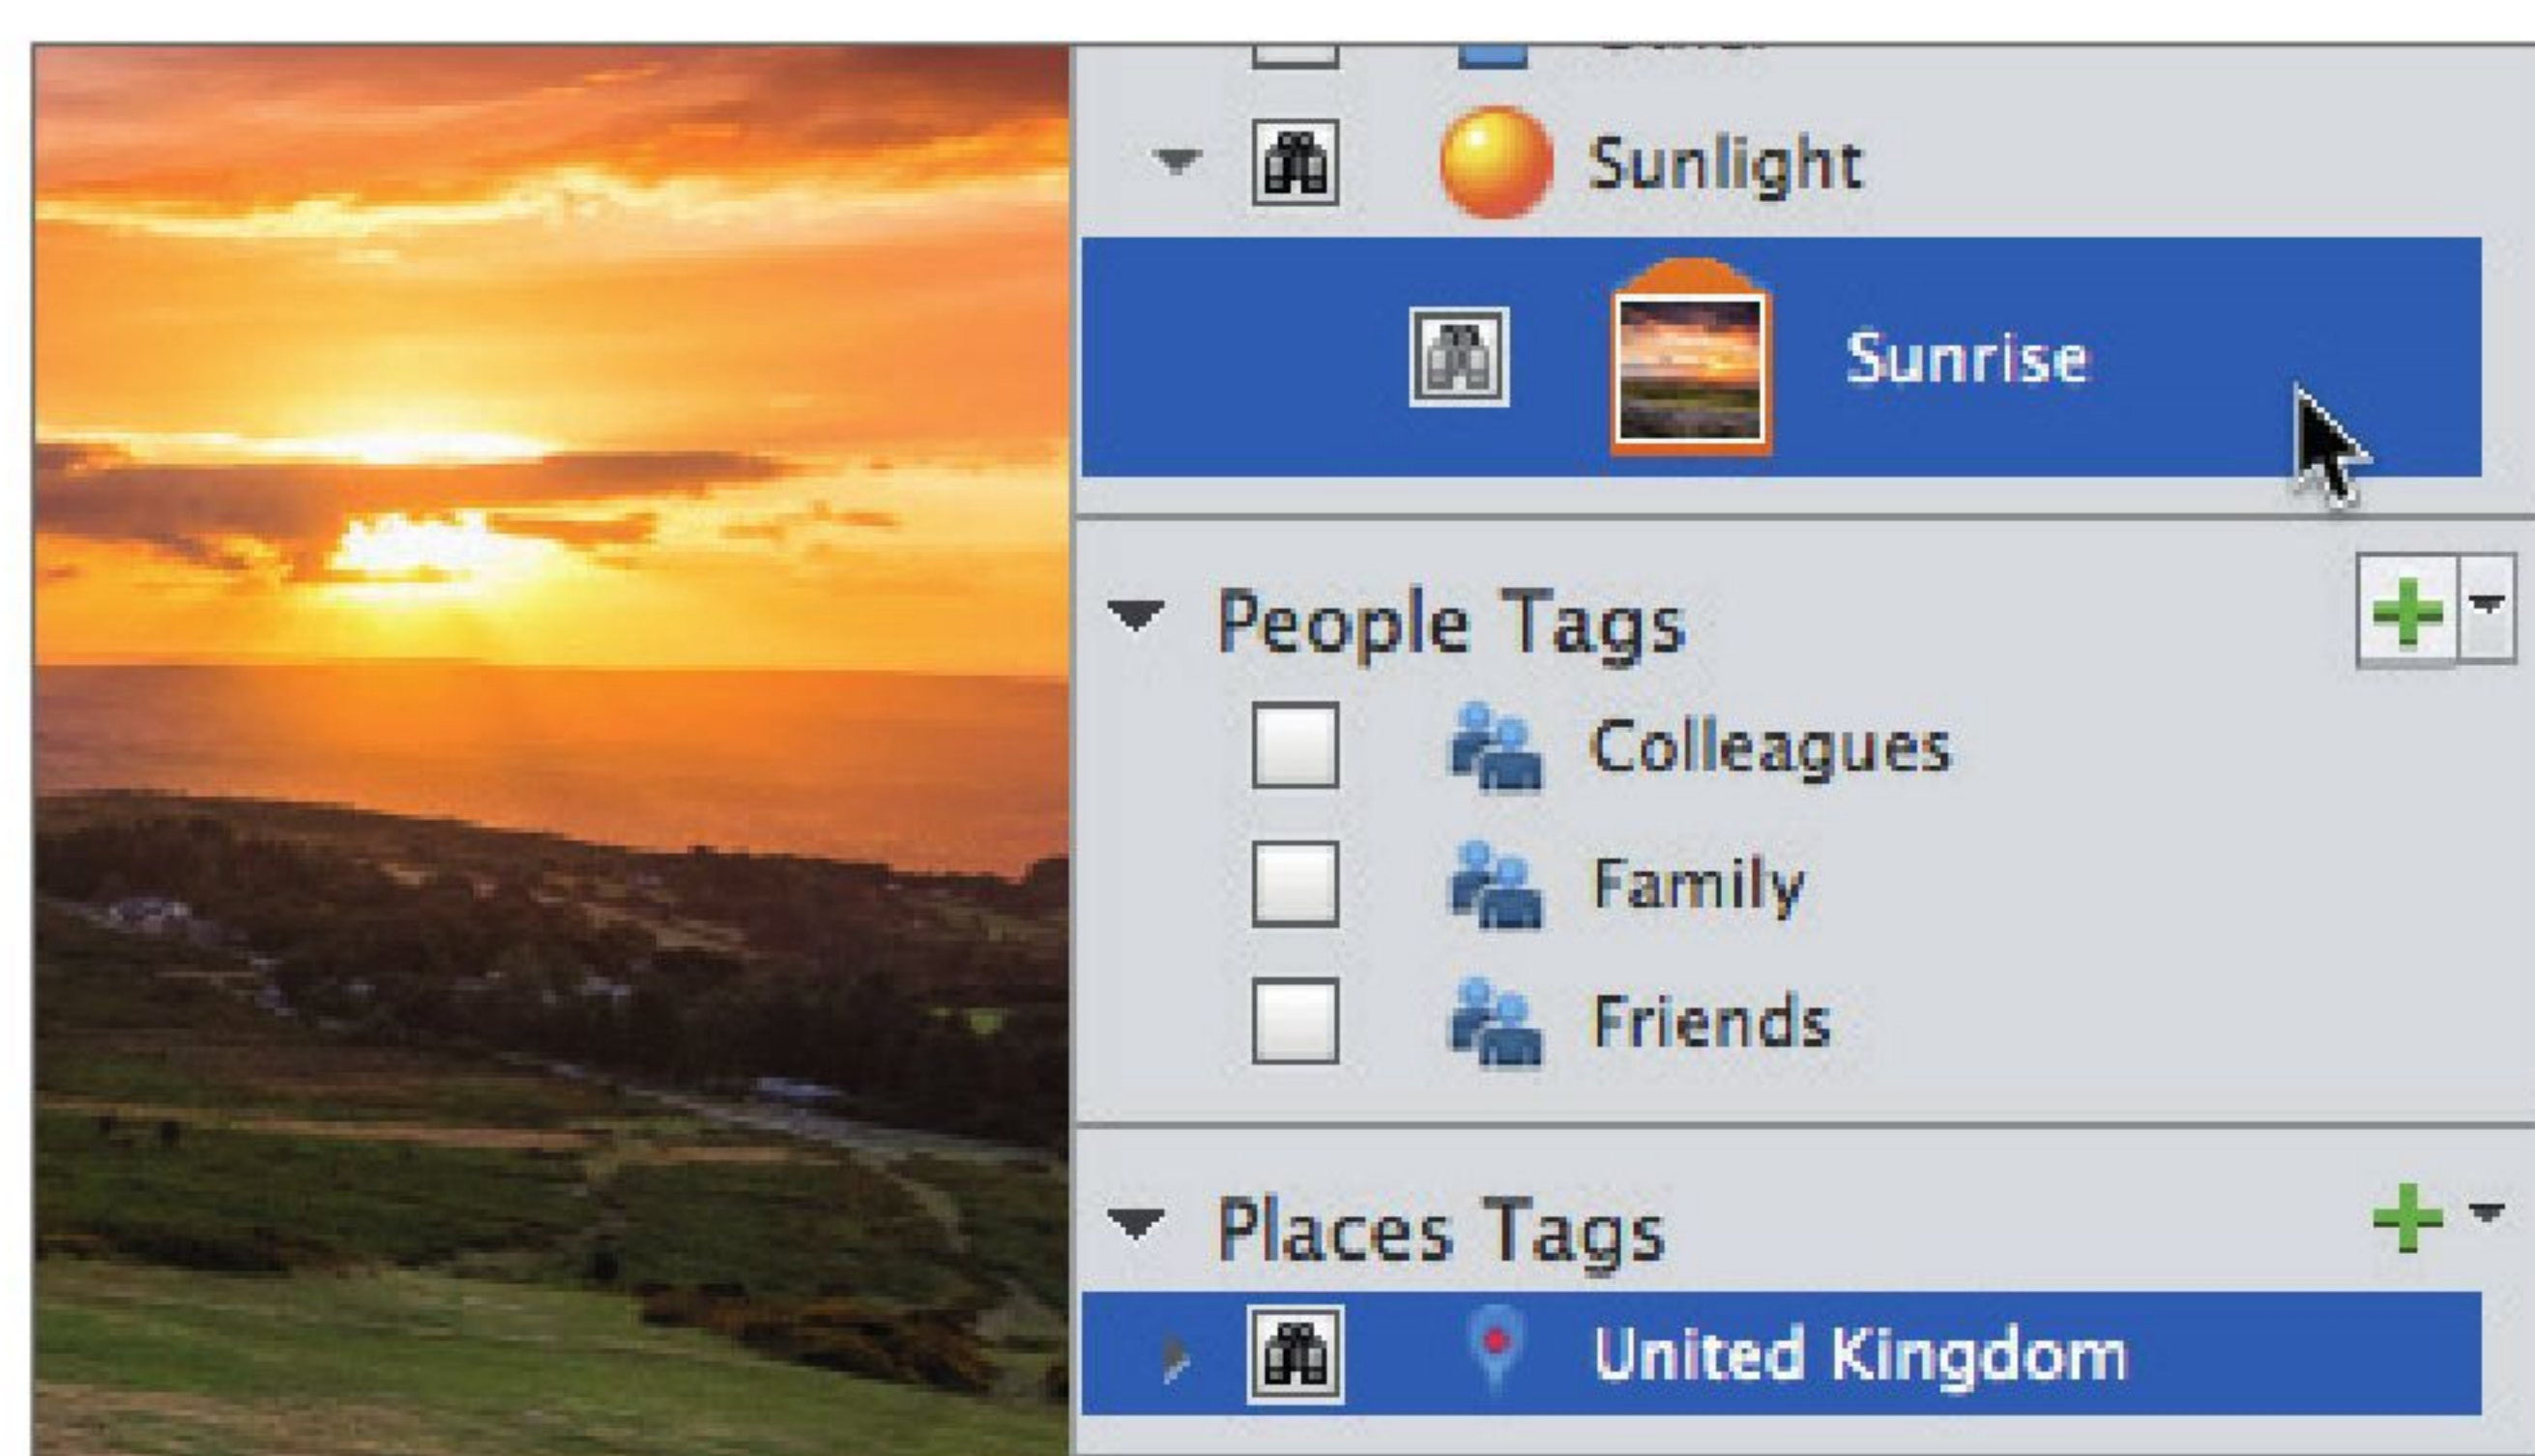 Sunlight
Sunrise
People Tags
Colleagues
Family
Friends
Places Tags
United Kingdom